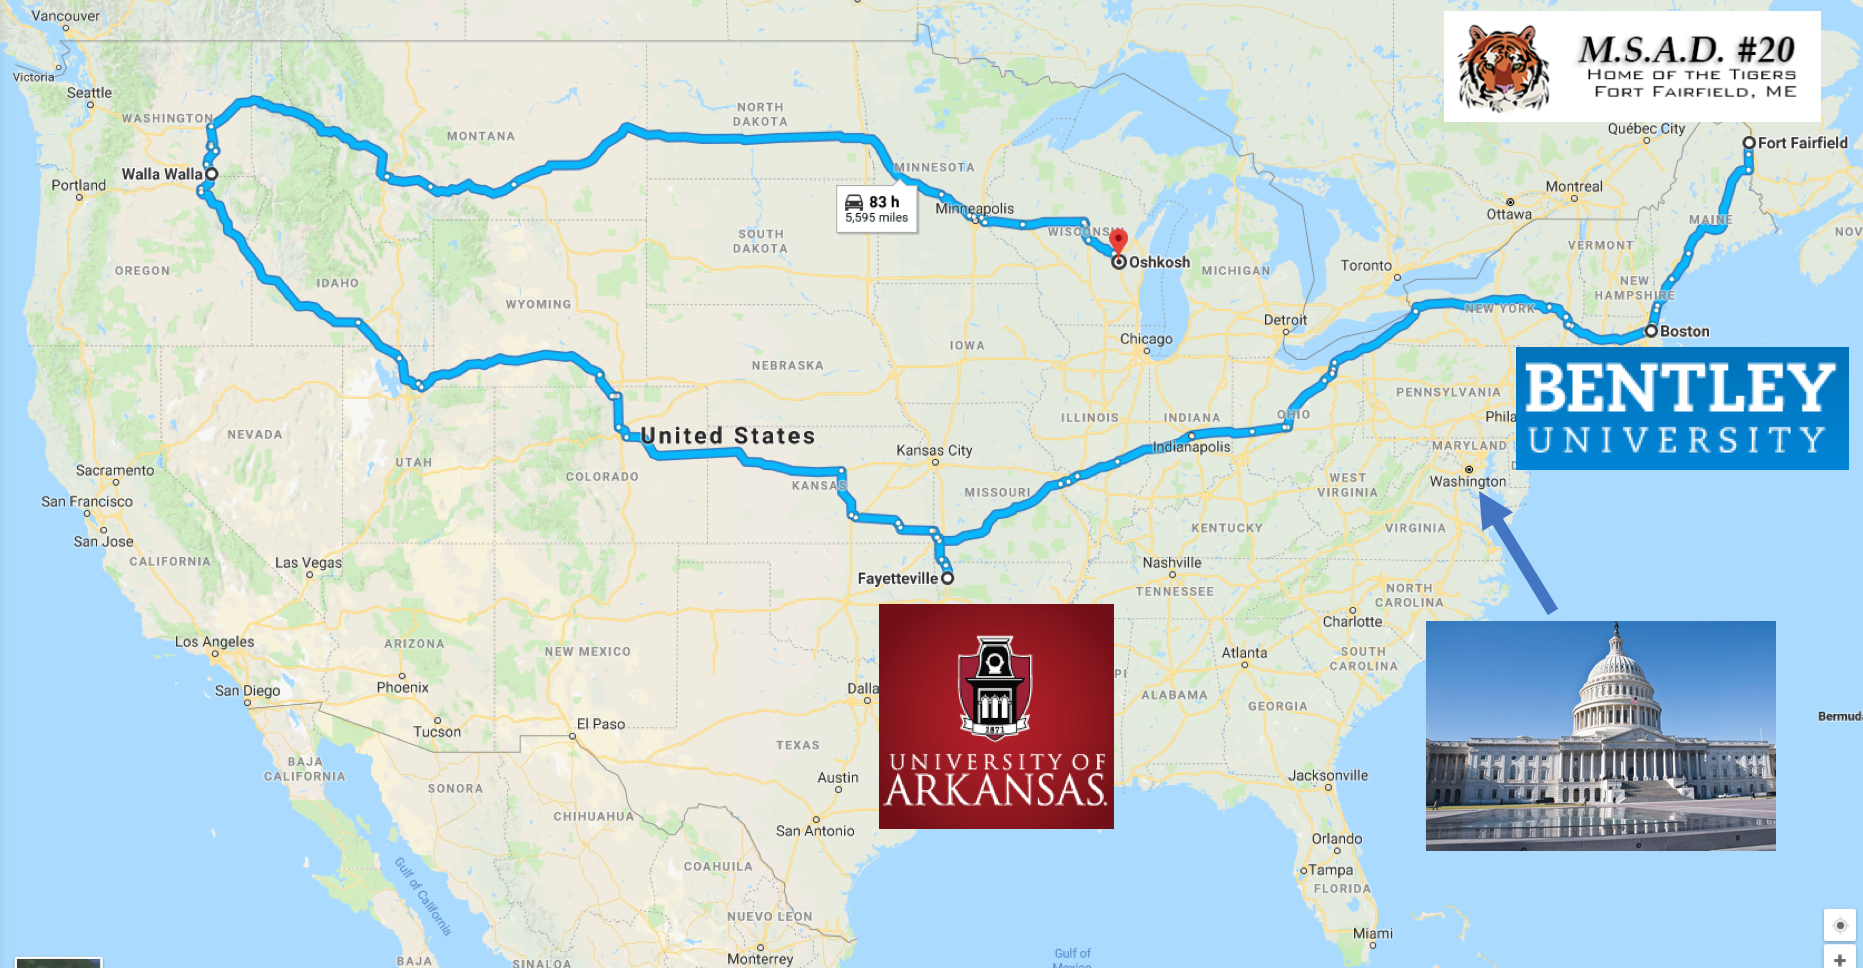 Vancouver
Victoria
Seattle
WASHINGTON
Walla Walla
Portland
OREGON
IDAHO
MONTANA
NORTH
DAKOTA
MINNESOTA
83 h
5,595 miles
Minneapolis
WISCONSIN
Oshkosh
SOUTH
DAKOTA
WYOMING
MICHIGAN
Toronto
Detroit
Chicago
IOWA
NEBRASKA
M.S.A.D. #20
HOME OF THE TIGERS
FORT FAIRFIELD, ME
Québec City
Fort Fairfield
Montreal
Ottawa
MAINE
NOV
VERMONT
NEW
HAMPSHIRE
NEW YORK
Boston
BENTLEY
UNIVERSITY
PENNSYLVANIA
Phila
MARYLAND
D
Washington
OHIO
INDIANA
ILLINOIS
Indianapolis
WEST
VIRGINIA
VIRGINIA
KENTUCKY
United States
NEVADA
UTAH
COLORADO
KANSAS
Kansas City
MISSOURI
Sacramento
San Francisco
San Jose
CALIFORNIA
Las Vegas
Fayetteville
Nashville
TENNESSEE
NORTH
CAROLINA
Charlotte
SOUTH
CAROLINA
Atlanta
Los Angeles
ARIZONA
NEW MEXICO
San Diego
Phoenix
Tucson
El Paso
Dalla
PI
ALABAMA
GEORGIA
1871
UNIVERSITY OF
ARKANSAS.
Bermuda
TEXAS
Austin
San Antonio
BAJA
CALIFORNIA
SONORA
CHIHUAHUA
COAHUILA
Jacksonville
Orlando
Tampa
FLORIDA
Miami
Gulf of California
NUEVO LEON
Monterrey
BAJA
SINALOA
Gulf of
Mexico